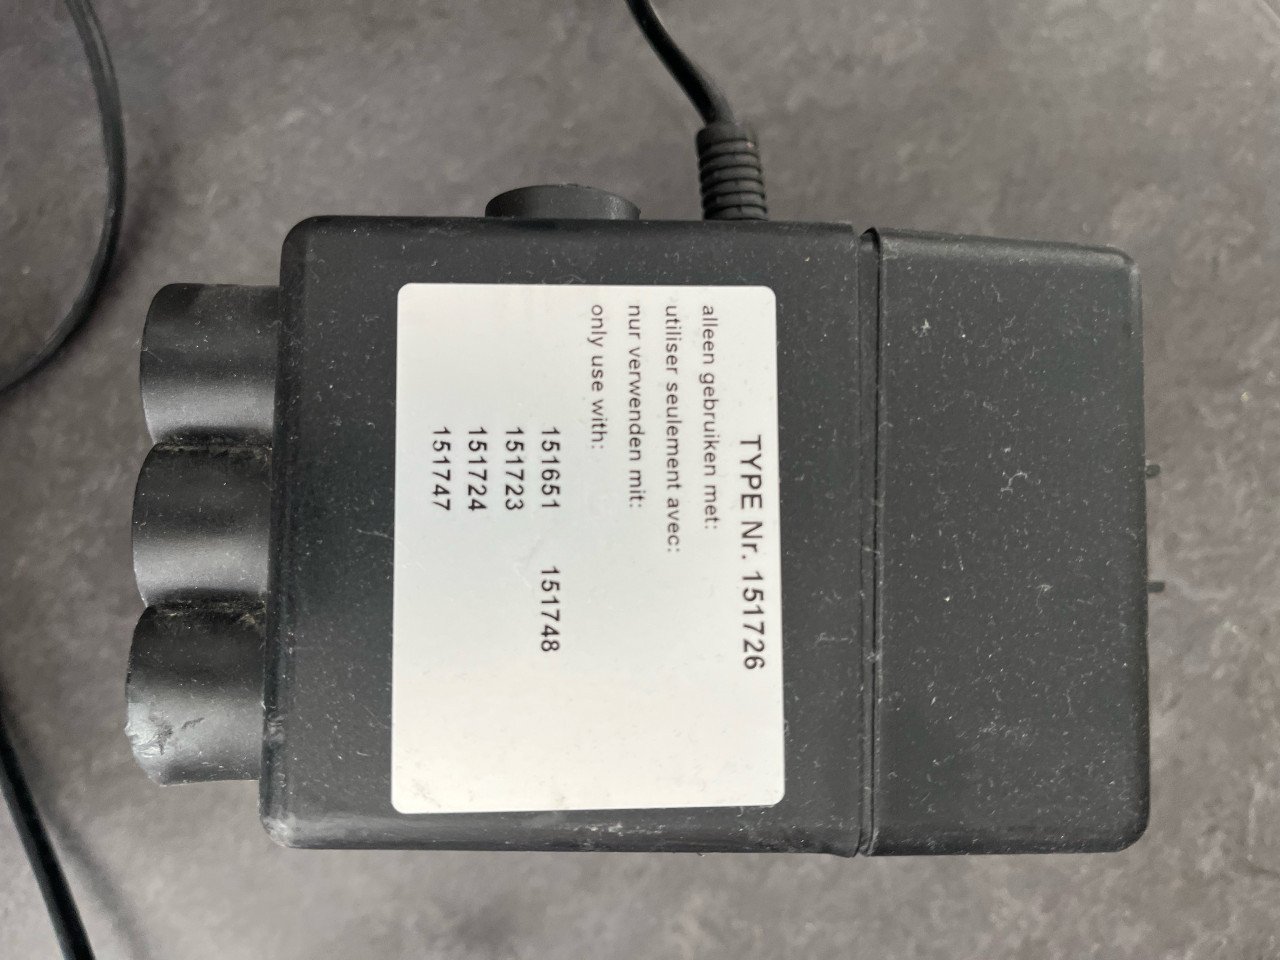 TYPE Nr. 151726
alleen gebruiken met:
utiliser seulement avec:
nur verwenden mit:
only use with:
151651 151748
151723
151724
151747